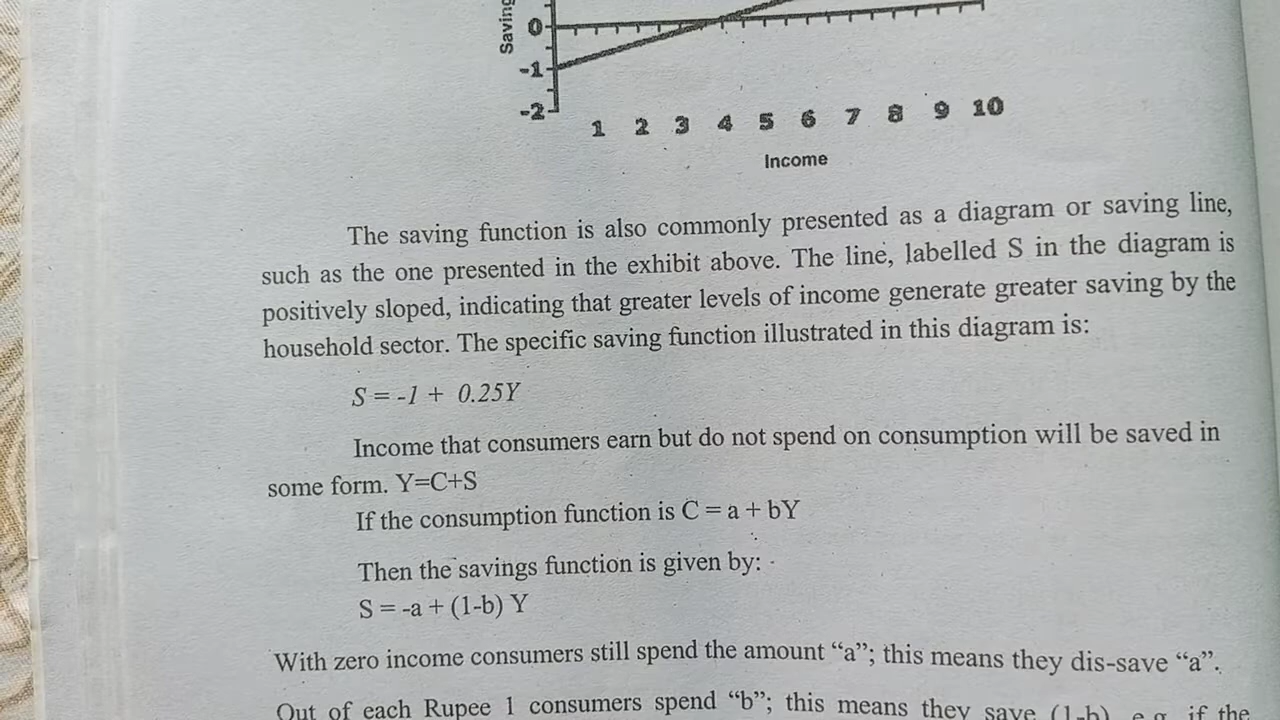 Saving
0
-1
-2
1 2 3 4 5 6 7 8 9 10
Income
The saving function is also commonly presented as a diagram or saving line,
such as the one presented in the exhibit above. The line, labelled S in the diagram is
positively sloped, indicating that greater levels of income generate greater saving by the
household sector. The specific saving function illustrated in this diagram is:
S = -1 + 0.25Y
Income that consumers earn but do not spend on consumption will be saved in
some form. Y=C+S
If the consumption function is C = a + bY
Then the savings function is given by:
S = -a + (1-b) Y
With zero income consumers still spend the amount “a”; this means they dis-save “a”.
Out of each Rupee 1 consumers spend “b”; this means they save (1-b). e.g. if the